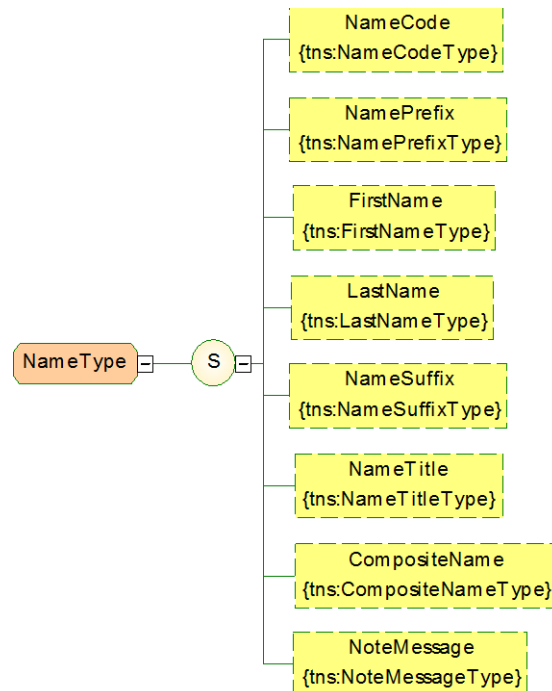 NameCode
{tns:NameCodeType}
NamePrefix
{tns:NamePrefixType}
FirstName
{tns:FirstNameType}
LastName
{tns:LastNameType}
NameType
S
NameSuffix
{tns:NameSuffixType}
NameTitle
{tns:NameTitleType}
CompositeName
{tns:CompositeNameType}
NoteMessage
{tns:NoteMessageType}